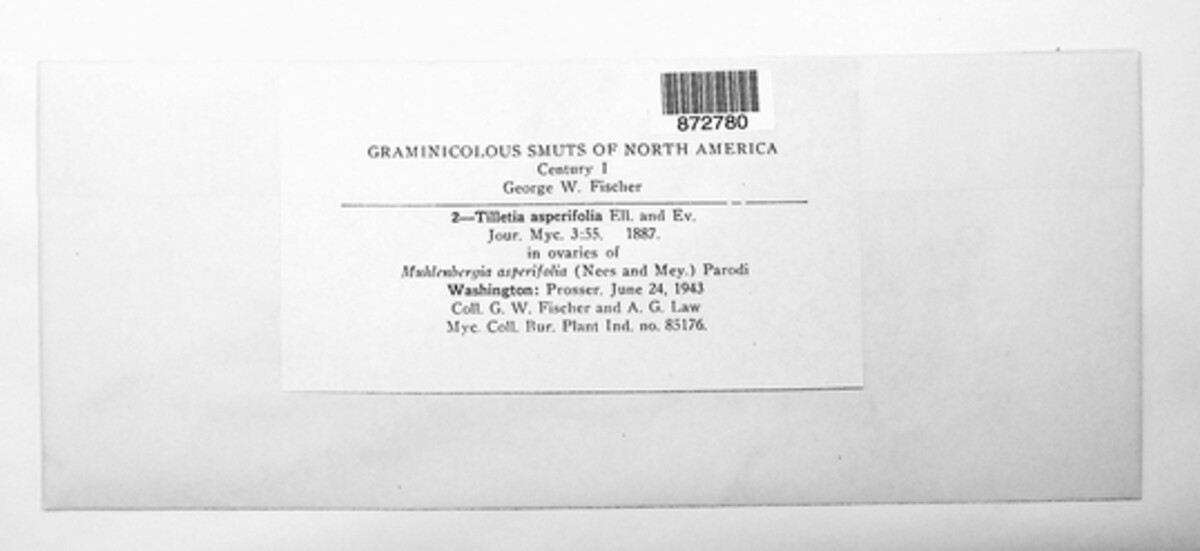 872780
GRAMINICOLOUS SMUTS OF NORTH AMERICA
Century I
George W. Fischer
2—Tilletia asperifolia Ell. and Ev.
Jour. Myc. 3:55. 1887.
in ovaries of
Muhlenbergia asperifolia (Nees and Mey.) Parodi
Washington: Prosser, June 24, 1943
Coll. G. W. Fischer and A. G. Law
Myc. Coll. Bur. Plant Ind. no. 85176.